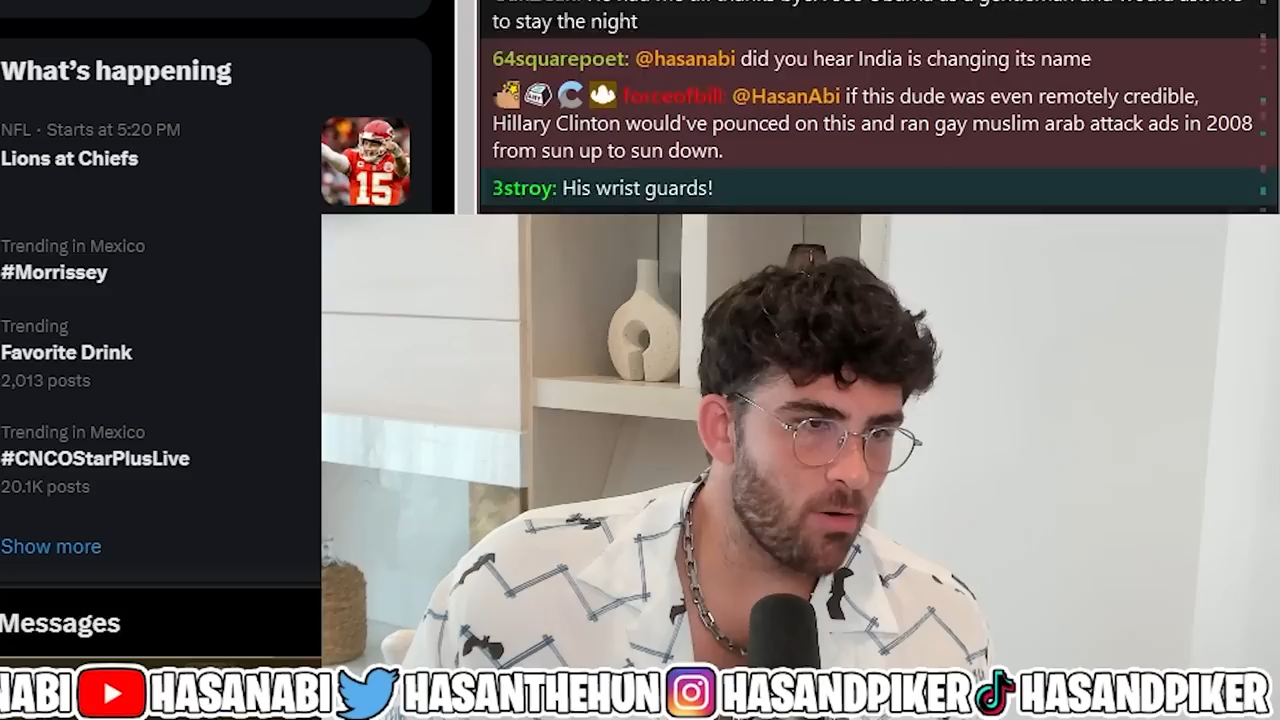 What's happening
NFL · Starts at 5:20 PM
Lions at Chiefs
15
Trending in Mexico
#Morrissey
Trending
Favorite Drink
2,013 posts
Trending in Mexico
#CNCOStarPlusLive
20.1K posts
Show more
Messages
to stay the night
64squarepoet: @hasanabi did you hear India is changing its name
forceofbill: @HasanAbi if this dude was even remotely credible,
Hillary Clinton would've pounced on this and ran gay muslim arab attack ads in 2008
from sun up to sun down.
3stroy: His wrist guards!
NABI HASANABI HASANTHEHUN HASANDPIKER HASANDPIKER